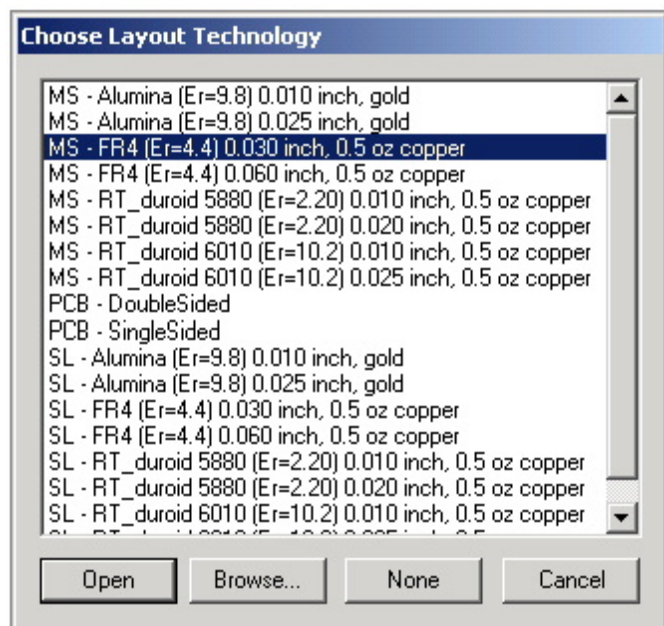 Choose Layout Technology
MS - Alumina (Er=9.8) 0.010 inch, gold
MS - Alumina (Er=9.8) 0.025 inch, gold
MS - FR4 (Er=4.4) 0.030 inch, 0.5 oz copper
MS - FR4 (Er=4.4) 0.060 inch, 0.5 oz copper
MS - RT_duroid 5880 (Er=2.20) 0.010 inch, 0.5 oz copper
MS - RT_duroid 5880 (Er=2.20) 0.020 inch, 0.5 oz copper
MS - RT_duroid 6010 (Er=10.2) 0.010 inch, 0.5 oz copper
MS - RT_duroid 6010 (Er=10.2) 0.025 inch, 0.5 oz copper
PCB - DoubleSided
PCB - SingleSided
SL - Alumina (Er=9.8) 0.010 inch, gold
SL - Alumina (Er=9.8) 0.025 inch, gold
SL - FR4 (Er=4.4) 0.030 inch, 0.5 oz copper
SL - FR4 (Er=4.4) 0.060 inch, 0.5 oz copper
SL - RT_duroid 5880 (Er=2.20) 0.010 inch, 0.5 oz copper
SL - RT_duroid 5880 (Er=2.20) 0.020 inch, 0.5 oz copper
SL - RT_duroid 6010 (Er=10.2) 0.010 inch, 0.5 oz copper
Open Browse... None Cancel